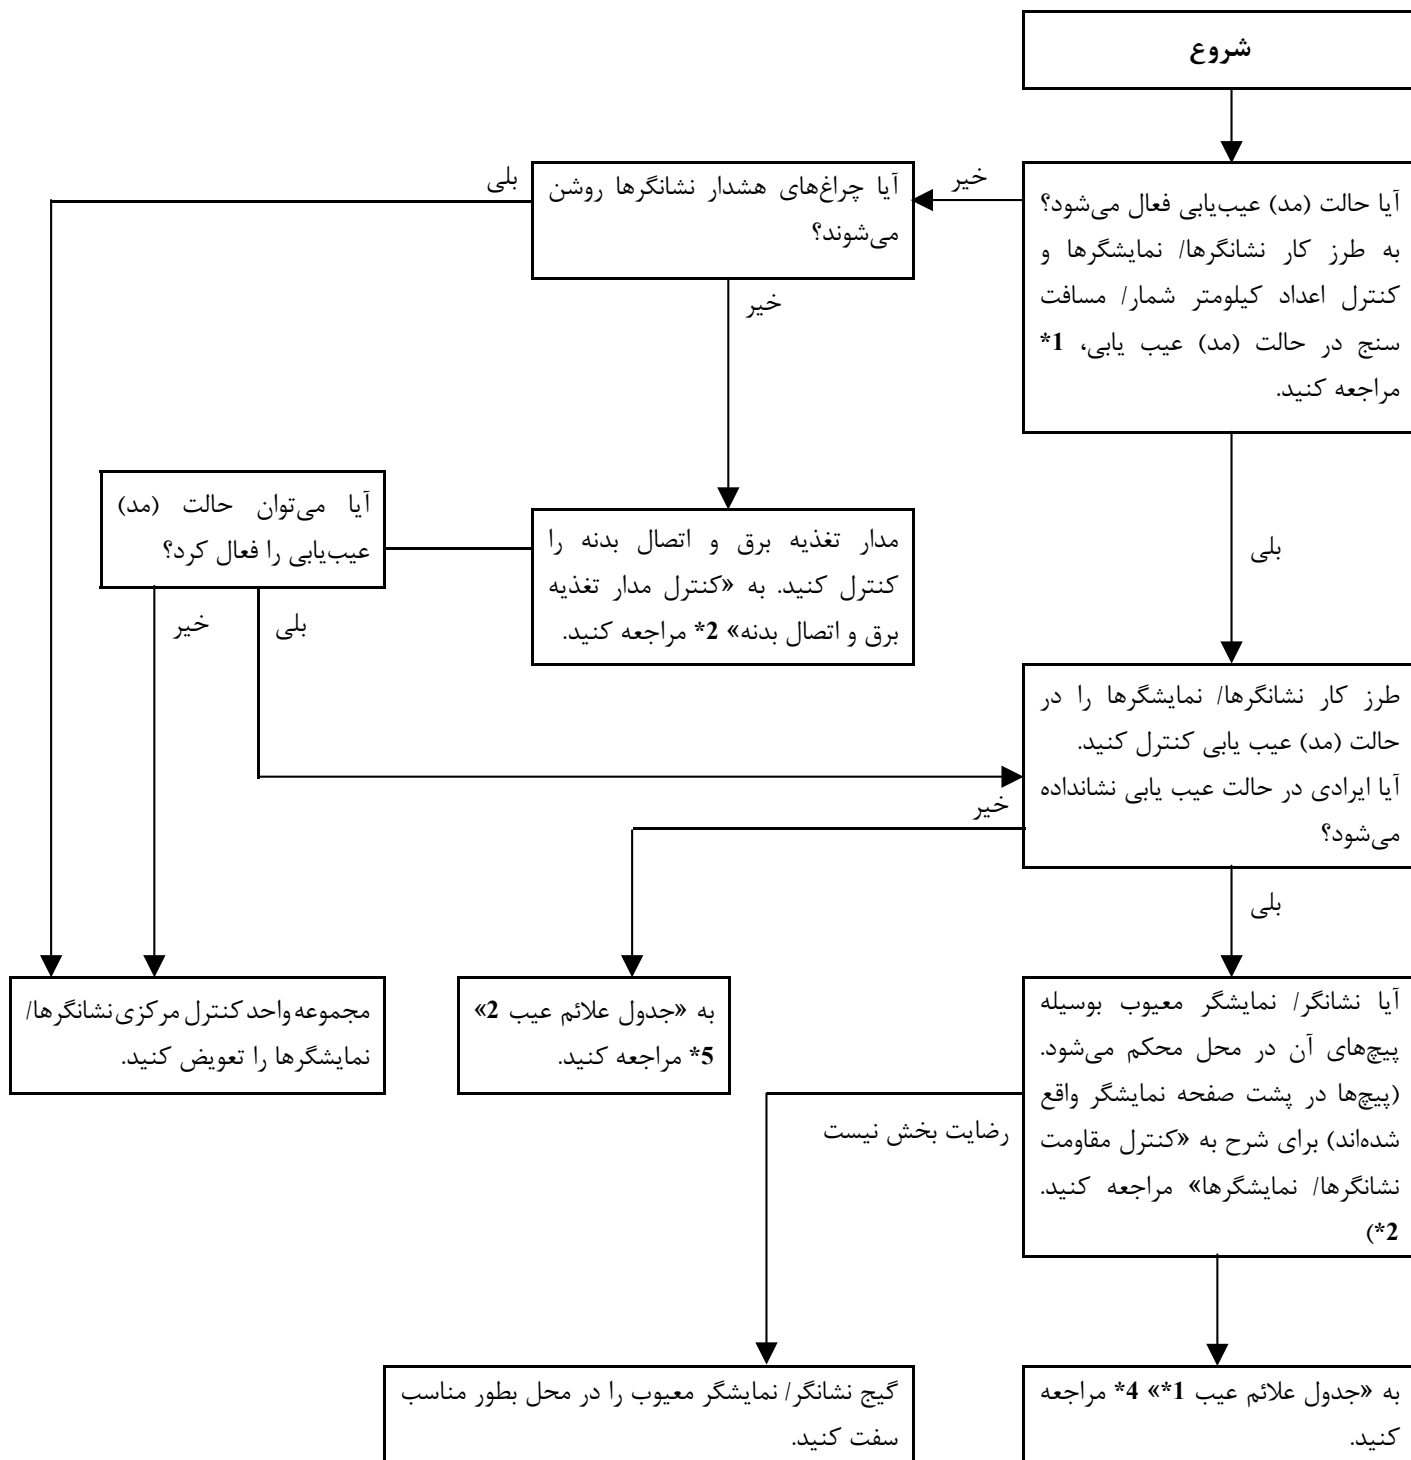 شروع
آیا حالت (مد) عیب‌یابی فعال می‌شود؟
به طرز کار نشانگرها/ نمایشگرها و
کنترل اعداد کیلومتر شمار/ مسافت
سنج در حالت (مد) عیب یابی، 1*
مراجعه کنید.
خیر
آیا چراغ‌های هشدار نشانگرها روشن
می‌شوند؟
بلی
خیر
بلی
مدار تغذیه برق و اتصال بدنه را
کنترل کنید. به «کنترل مدار تغذیه
برق و اتصال بدنه» 2* مراجعه کنید.
آیا می‌توان حالت (مد)
عیب‌یابی را فعال کرد؟
بلی
خیر
طرز کار نشانگرها/ نمایشگرها را در
حالت (مد) عیب یابی کنترل کنید.
آیا ایرادی در حالت عیب یابی نشانداده
می‌شود؟
خیر
بلی
آیا نشانگر/ نمایشگر معیوب بوسیله
پیچ‌های آن در محل محکم می‌شود.
(پیچ‌ها در پشت صفحه نمایشگر واقع
شده‌اند) برای شرح به «کنترل مقاومت
نشانگرها/ نمایشگرها» مراجعه کنید.
(*2
به «جدول علائم عیب 2»
5* مراجعه کنید.
مجموعه واحد کنترل مرکزی نشانگرها/
نمایشگرها را تعویض کنید.
رضایت بخش نیست
به «جدول علائم عیب 1*» 4* مراجعه
کنید.
گیج نشانگر/ نمایشگر معیوب را در محل بطور مناسب
سفت کنید.